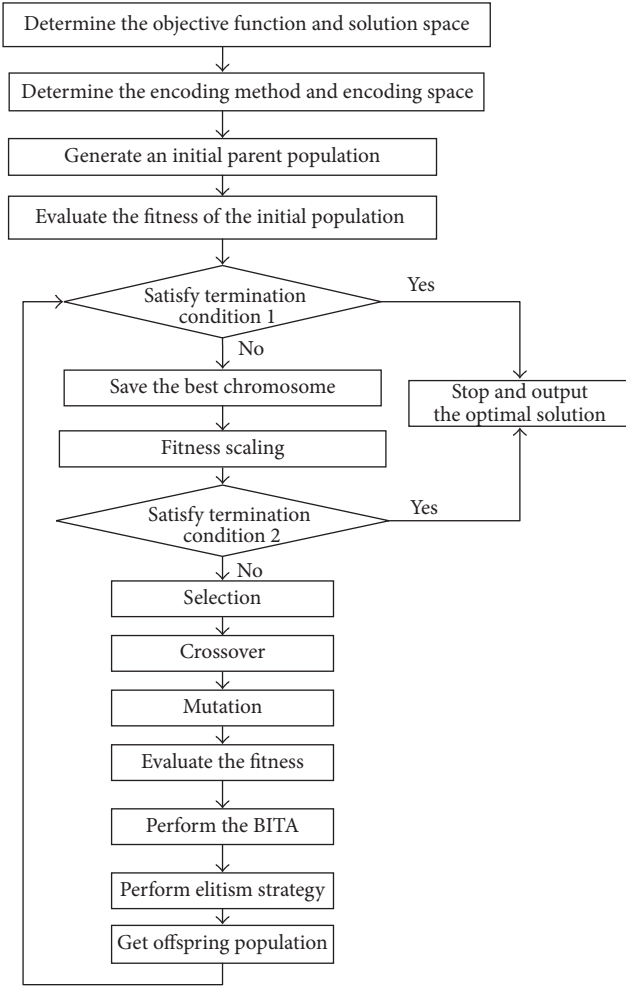 Determine the objective function and solution space
Determine the encoding method and encoding space
Generate an initial parent population
Evaluate the fitness of the initial population
Satisfy termination
condition 1
Yes
No
Save the best chromosome
Stop and output
the optimal solution
Fitness scaling
Satisfy termination
condition 2
Yes
No
Selection
Crossover
Mutation
Evaluate the fitness
Perform the BITA
Perform elitism strategy
Get offspring population